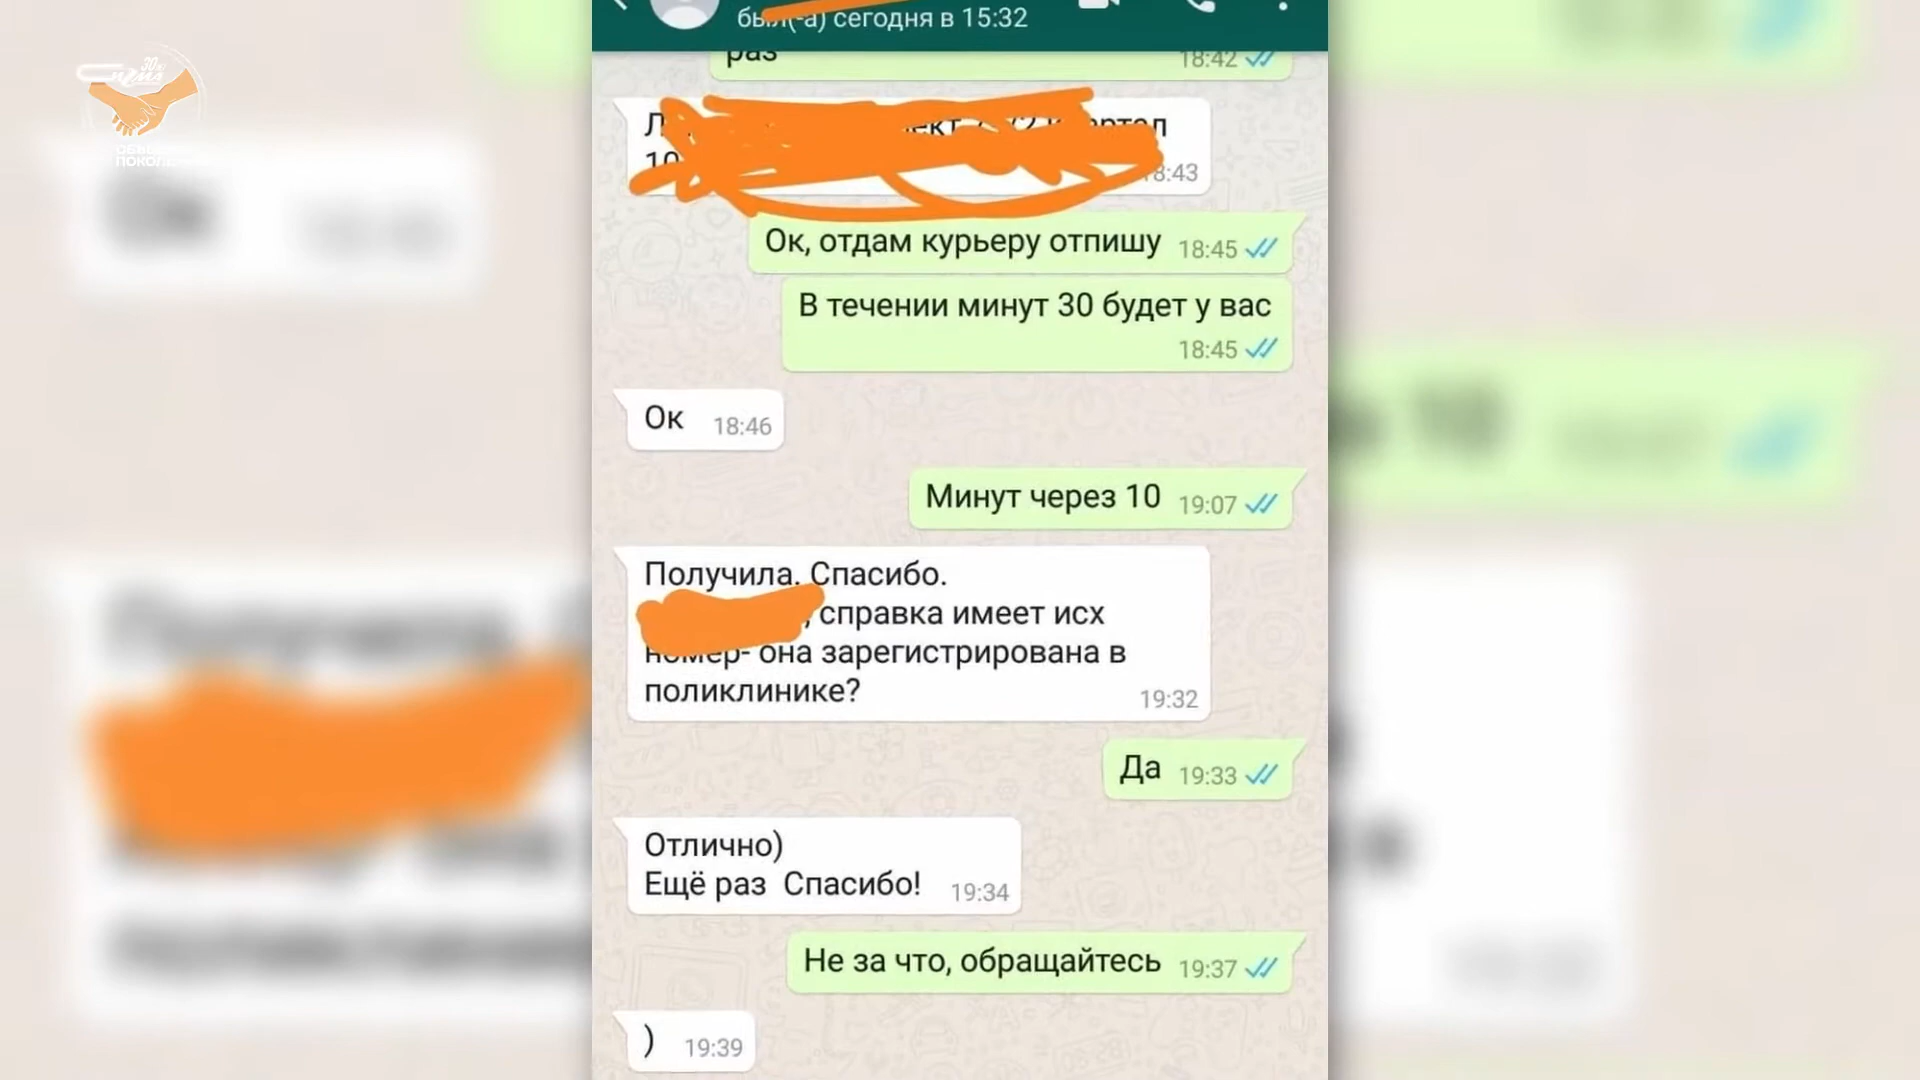 был(-а) сегодня в 15:32
раз
18:42
18:43
Ок, отдам курьеру отпишу 18:45
В течении минут 30 будет у вас
18:45
Ок 18:46
Минут через 10 19:07
Получила. Спасибо.
, справка имеет исх
номер- она зарегистрирована в
поликлинике?
19:32
Да 19:33
Отлично)
Ещё раз Спасибо! 19:34
Не за что, обращайтесь 19:37
) 19:39
30
Сигма